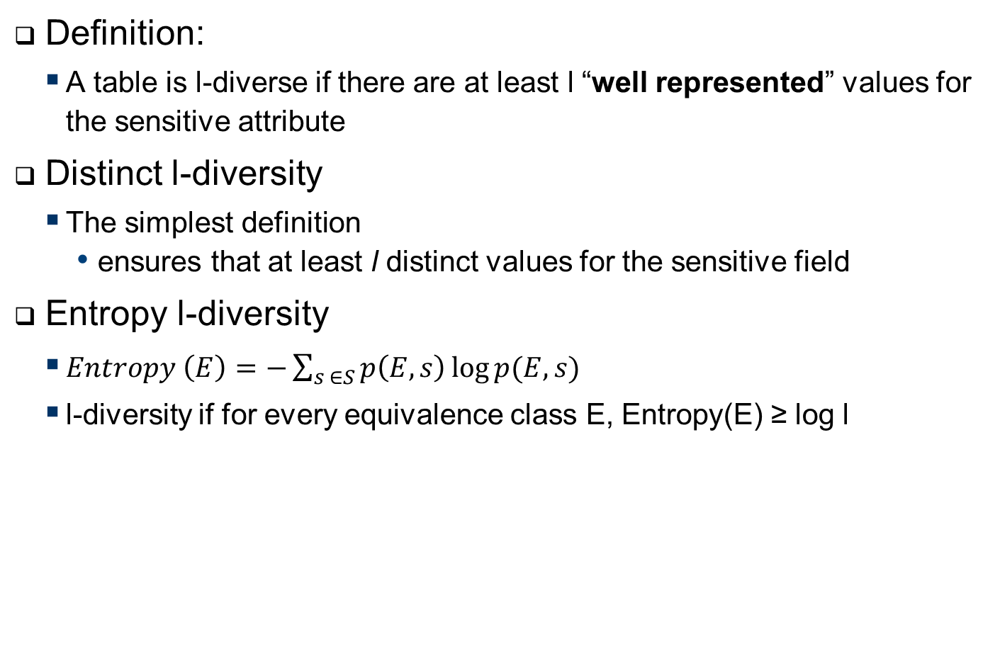 ❑ Definition:
▪ A table is l-diverse if there are at least l “well represented” values for
the sensitive attribute
❑ Distinct l-diversity
▪ The simplest definition
• ensures that at least l distinct values for the sensitive field
❑ Entropy l-diversity
▪ Entropy (E) = − ∑s ∈S p(E, s) log p(E, s)
▪ l-diversity if for every equivalence class E, Entropy(E) ≥ log l